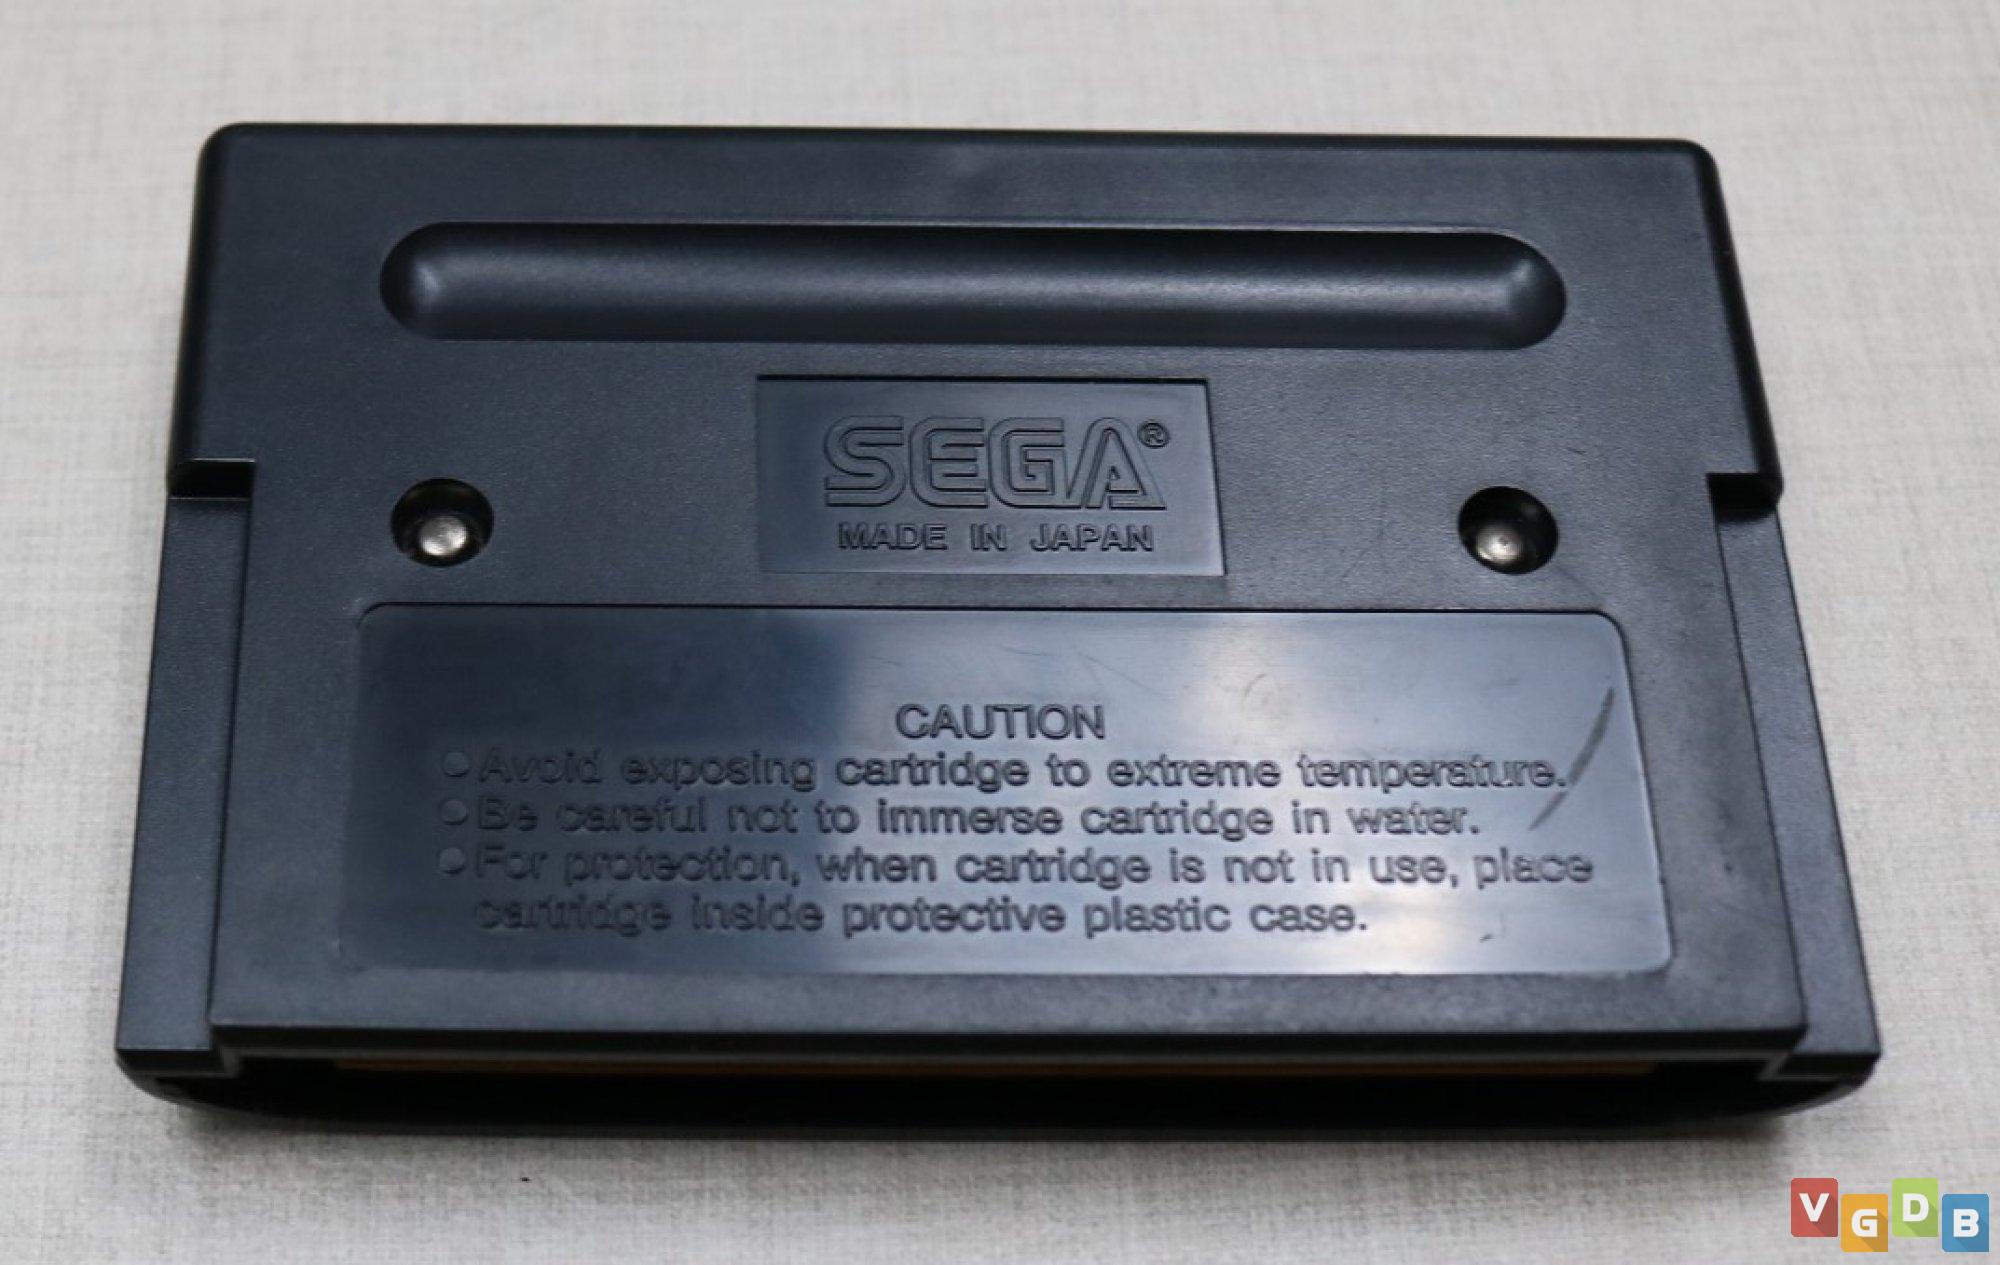 SEGA®
MADE IN JAPAN
CAUTION
●Avoid exposing cartridge to extreme temperature.
●Be careful not to immerse cartridge in water.
●For protection, when cartridge is not in use, place
cartridge inside protective plastic case.
VGDB